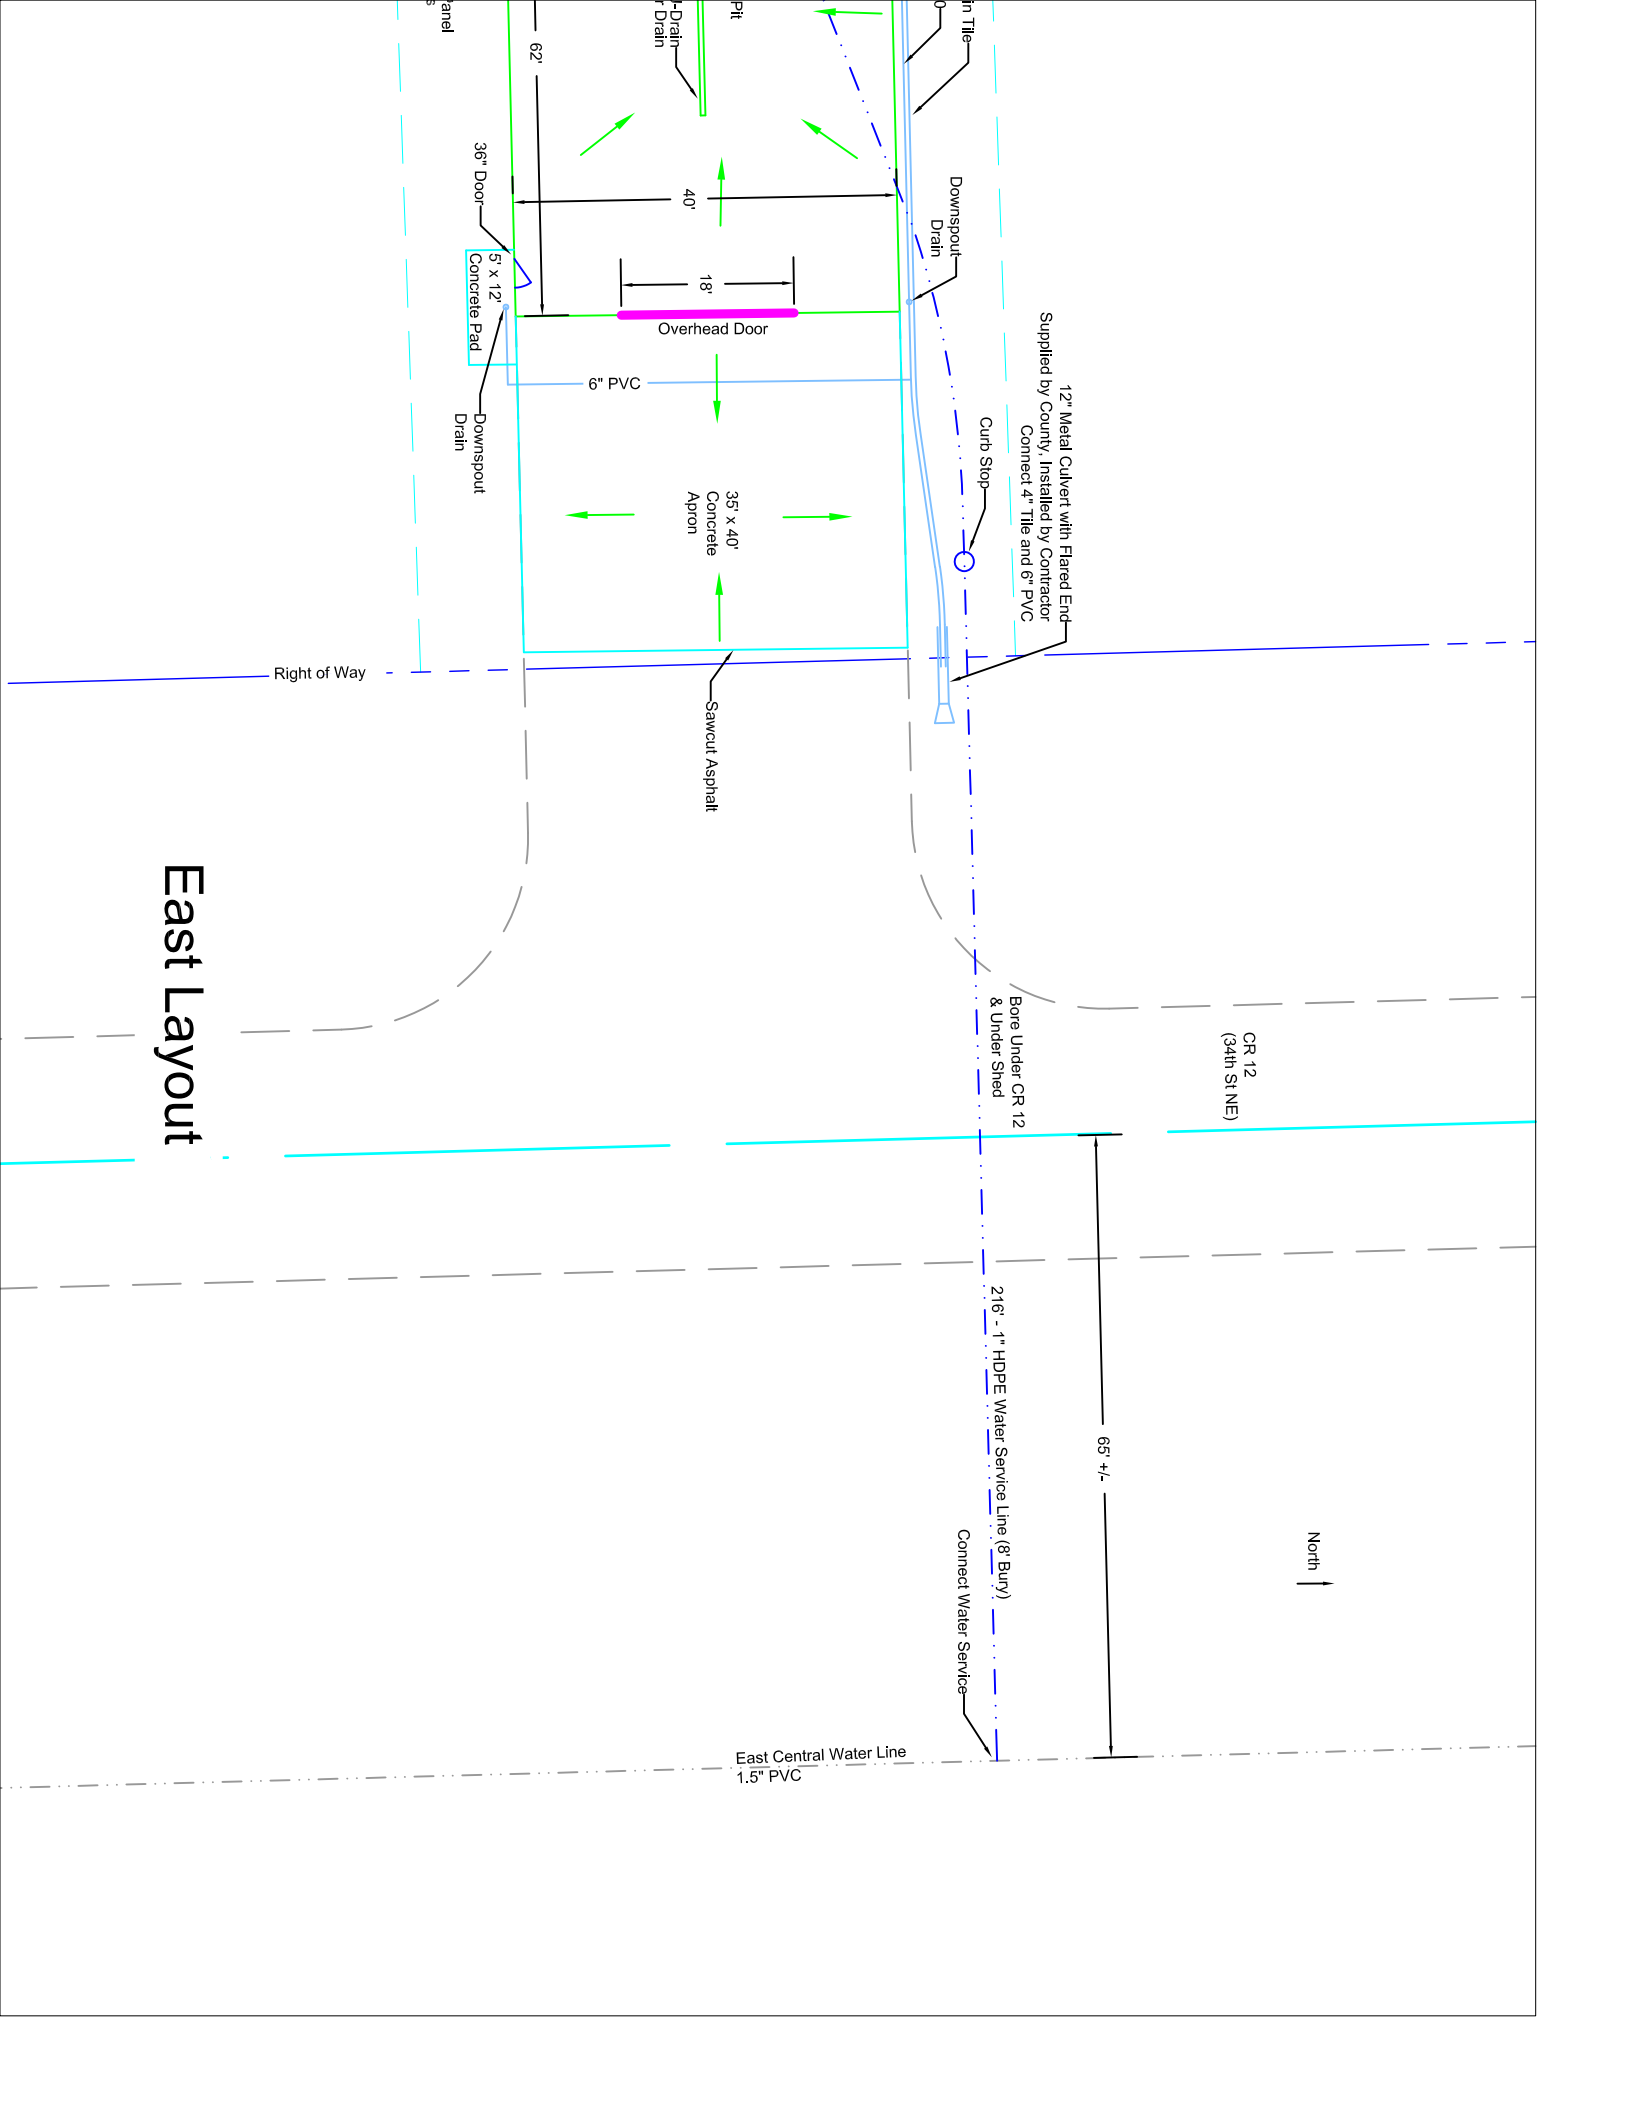 Pit
Drain
Drain
in Tile
62'
36" Door
40'
Downspout
Drain
5' x 12'
Concrete Pad
18'
Overhead Door
12" Metal Culvert with Flared End
Supplied by County, Installed by Contractor
Connect 4" Tile and 6" PVC
6" PVC
Downspout
Drain
Curb Stop
35' x 40'
Concrete
Apron
Right of Way
Sawcut Asphalt
East Layout
Bore Under CR 12
& Under Shed
CR 12
(34th St NE)
216' - 1" HDPE Water Service Line (8' Bury)
65' +/-
North
Connect Water Service
East Central Water Line
1.5" PVC